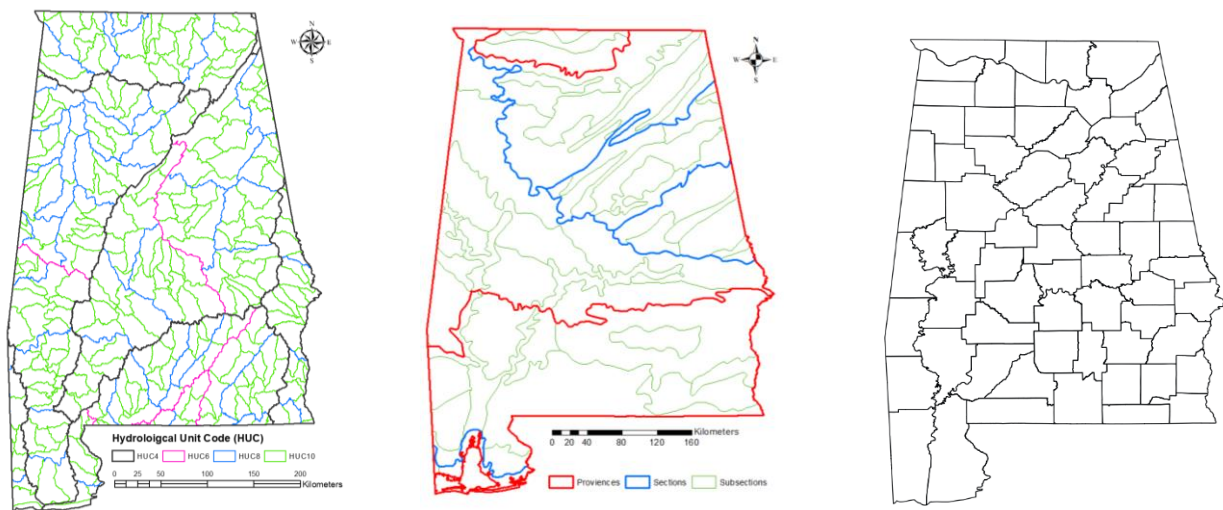 N
W E
S
Hydroloigcal Unit Code (HUC)
HUC4 HUC6 HUC8 HUC10
0 25 50 100 150 200
Kilometers
N
W E
S
Kilometers
0 20 40 80 120 160
Proviences Sections Subsections